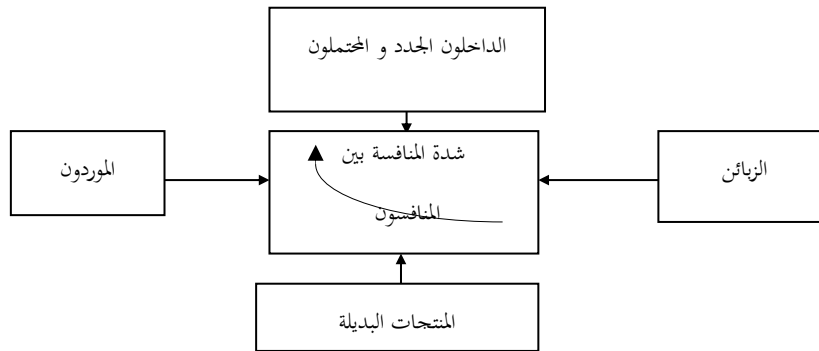 الداخلون الجدد و المحتملون
شدة المنافسة بين
المنافسون
الزبائن
الموردون
المنتجات البديلة